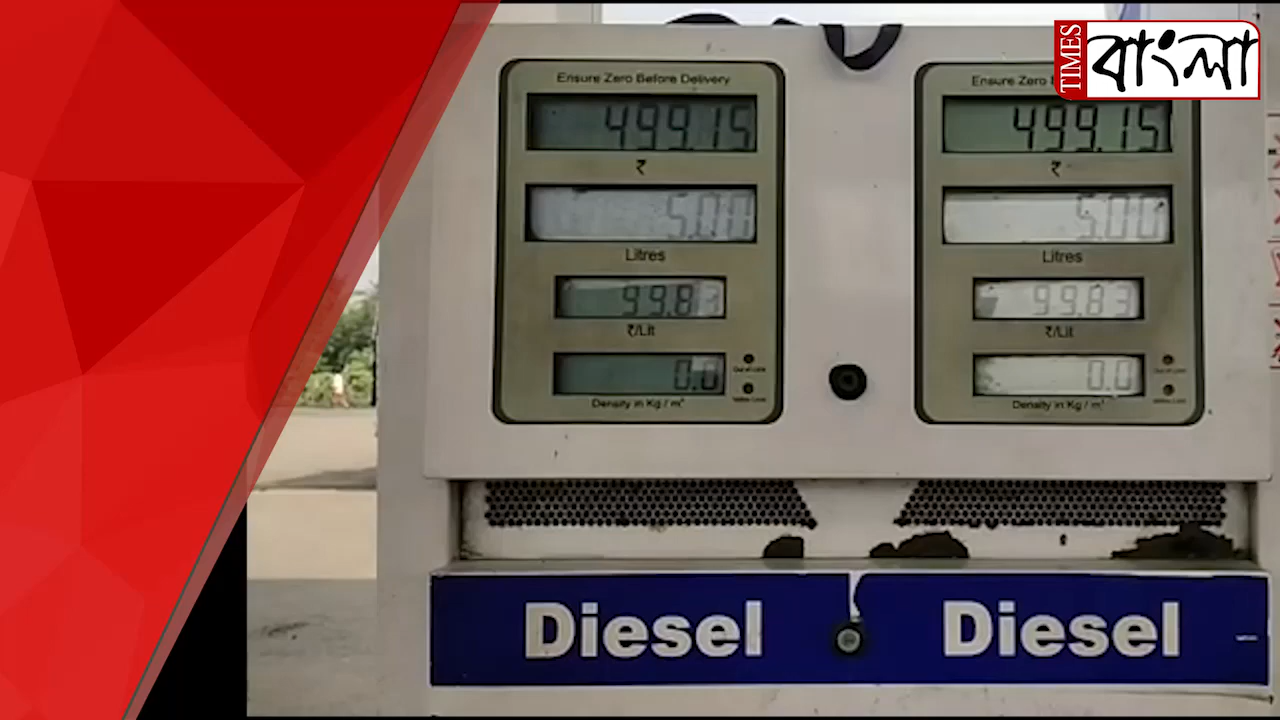 TIMES
বাংলা
Ensure Zero Before Delivery
499.15
₹
5.00
Litres
99.83
₹/Lit
0.0
Density in Kg / m³
Ensure Zero
499.15
₹
5.00
Litres
99.83
₹/Lit
0.0
Density in Kg / m³
Diesel
Diesel